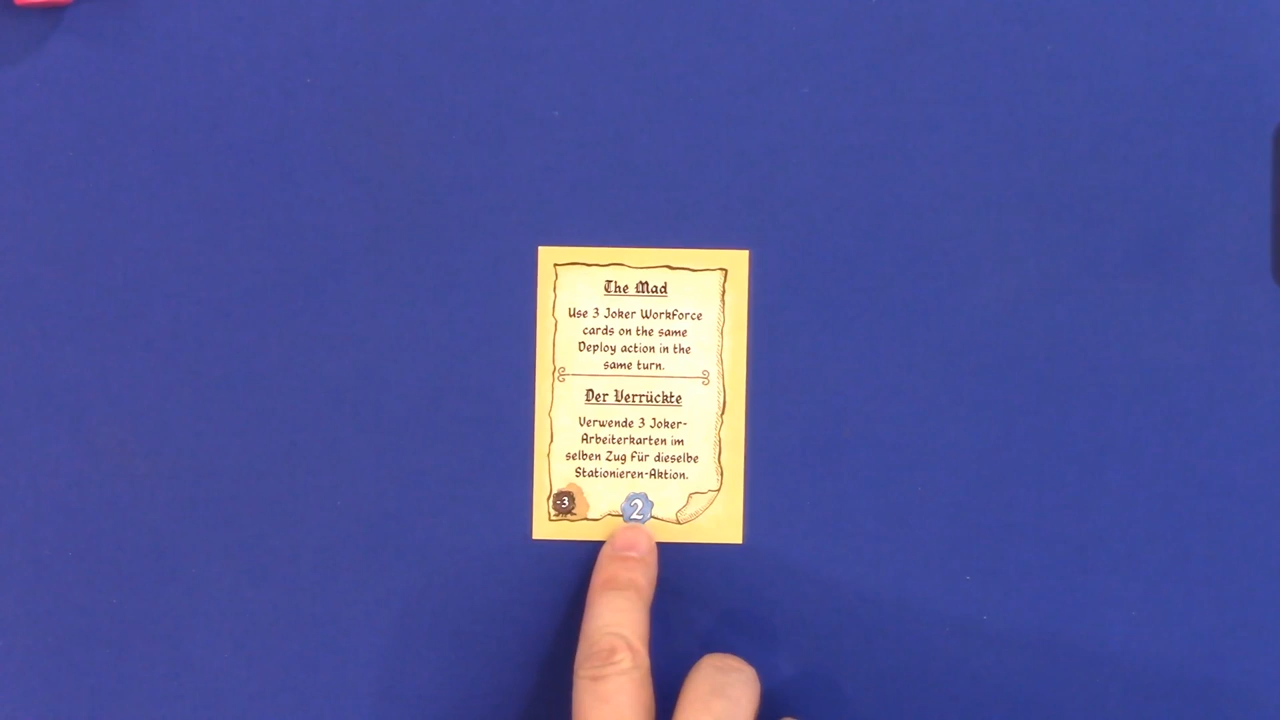 The Mad
Use 3 Joker Workforce
cards on the same
Deploy action in the
same turn.
Der Verrückte
Verwende 3 Joker-
Arbeiterkarten im
selben Zug für dieselbe
Stationieren-Aktion.
-3
2